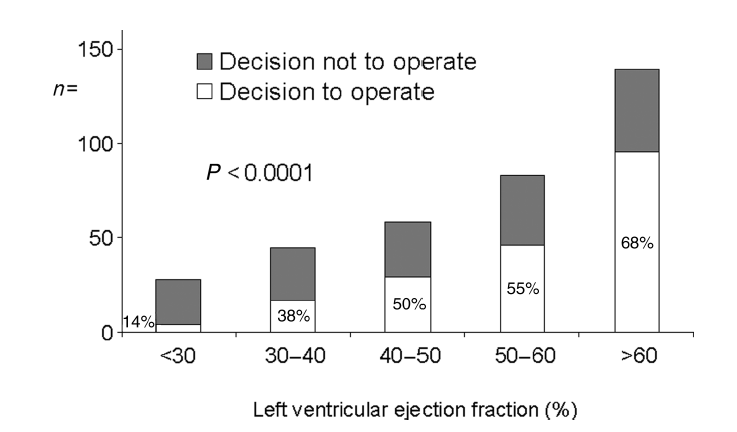 150
n=
Decision not to operate
Decision to operate
100
P <0.0001
50
68%
55%
50%
38%
14%
0
<30
30–40
40–50
50–60
>60
Left ventricular ejection fraction (%)